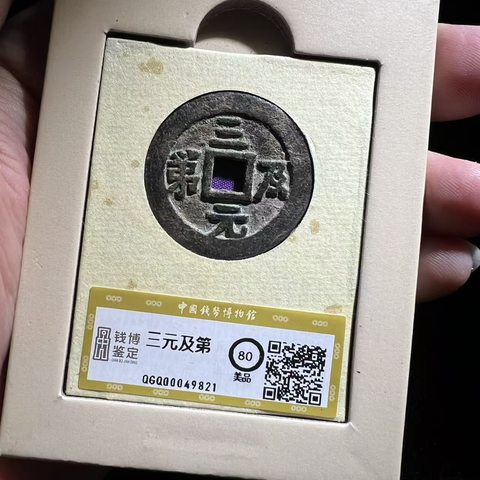 三
第 及
元
中国钱币博物馆
钱博
鉴定
三元及第
80
美品
QGQ00049821